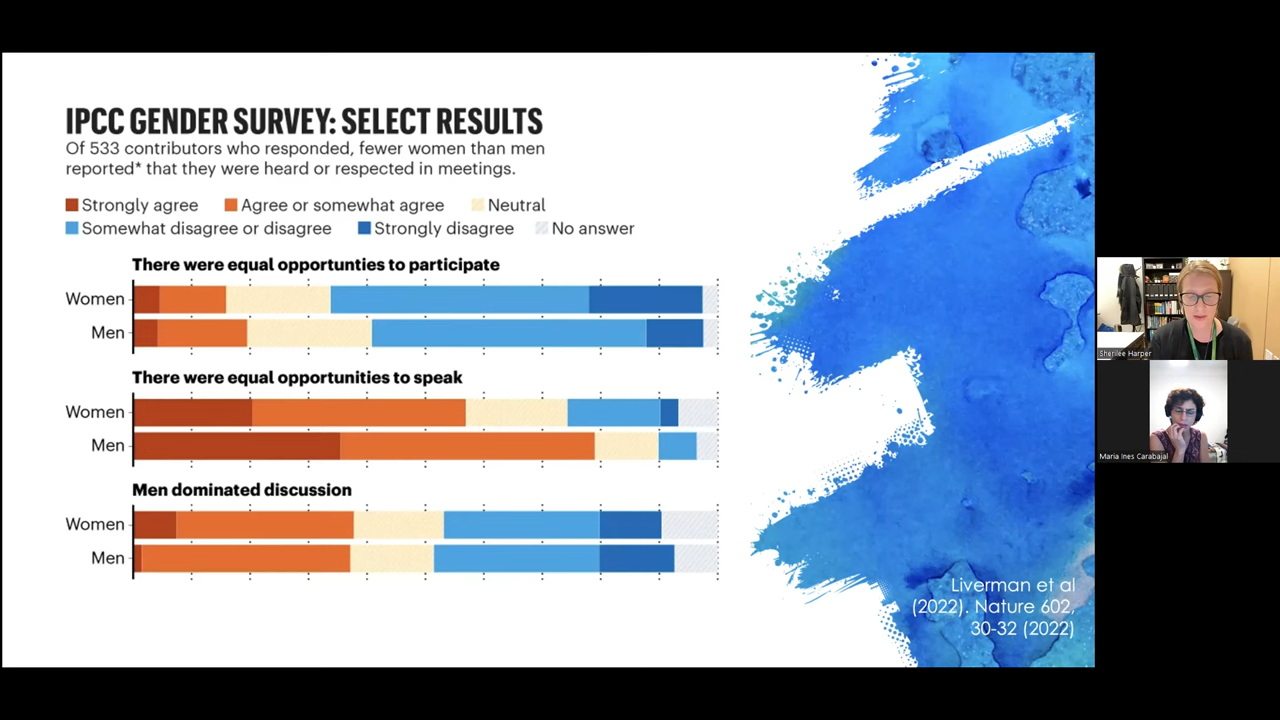 IPCC GENDER SURVEY: SELECT RESULTS
Of 533 contributors who responded, fewer women than men
reported* that they were heard or respected in meetings.
Strongly agree Agree or somewhat agree Neutral
Somewhat disagree or disagree Strongly disagree No answer
There were equal opportunties to participate
Women
Men
There were equal opportunities to speak
Women
Men
Men dominated discussion
Women
Men
Liverman et al
(2022). Nature 602,
30-32 (2022)
Sherilee Harper
Maria Ines Carabajal